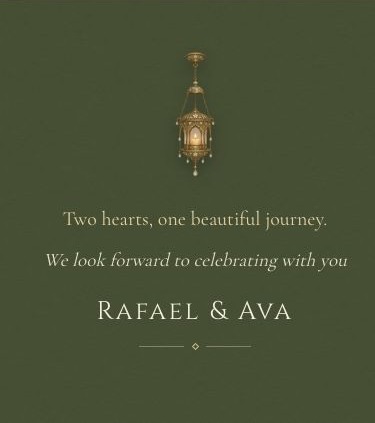 Two hearts, one beautiful journey.
We look forward to celebrating with you
Rafael & Ava